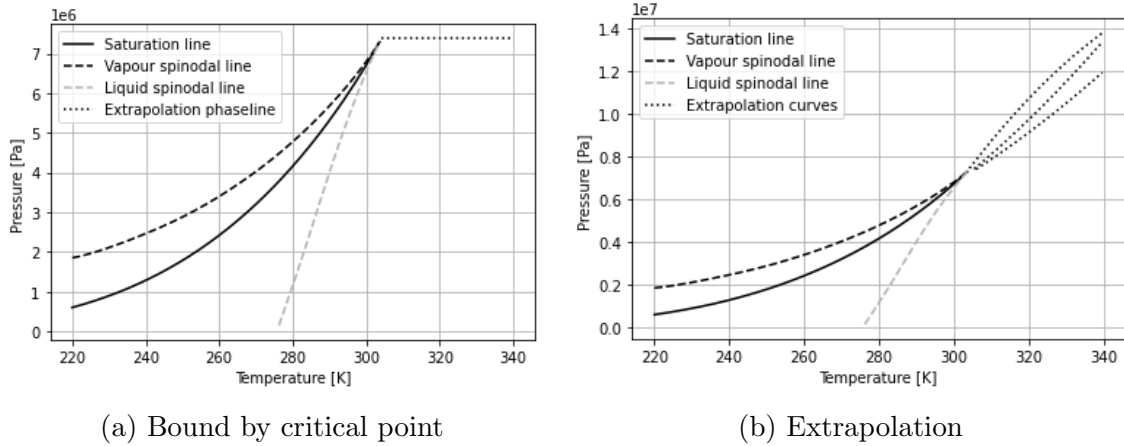 1e6
7
6
5
4
3
2
1
0
Pressure [Pa]
Saturation line
Vapour spinodal line
Liquid spinodal line
Extrapolation phaseline
220 240 260 280 300 320 340
Temperature [K]
(a) Bound by critical point
1e7
1.4
1.2
1.0
0.8
0.6
0.4
0.2
0.0
Pressure [Pa]
Saturation line
Vapour spinodal line
Liquid spinodal line
Extrapolation curves
220 240 260 280 300 320 340
Temperature [K]
(b) Extrapolation